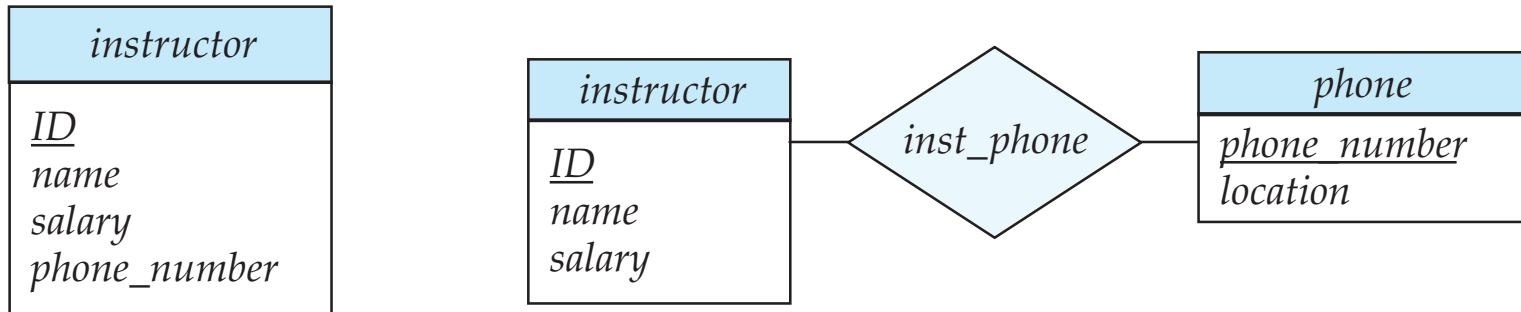 instructor
ID
name
salary
phone_number
instructor
ID
name
salary
inst_phone
phone
phone_number
location